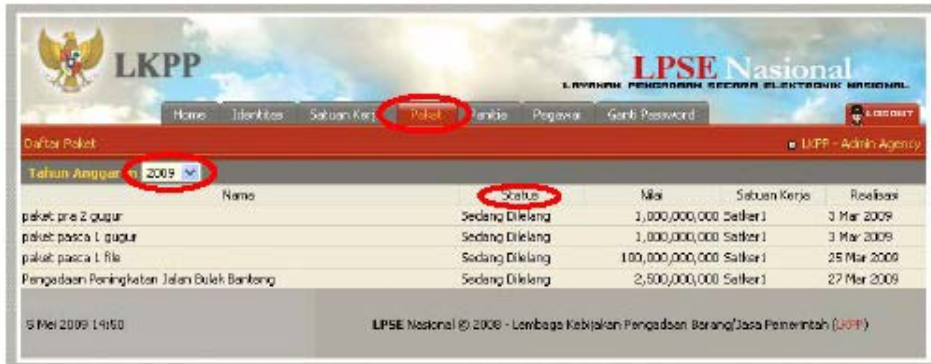 LKPP
LPSE Nasional
LAYANAN PENGADAAN SECARA ELEKTRONIK NASIONAL
Home Identitas Satuan Kerja Paket Panitia Pegawai Ganti Password LOGOUT
Daftar Paket LKPP - Admin Agency
Tahun Anggaran 2009
Nama Status Nilai Satuan Kerja Realisasi
paket pra 2 gugur Sedang Dilelang 1,000,000,000 Satker1 3 Mar 2009
paket pasca 1 gugur Sedang Dilelang 1,000,000,000 Satker1 3 Mar 2009
paket pasca 1 file Sedang Dilelang 100,000,000,000 Satker1 25 Mar 2009
Pengadaan Peningkatan Jalan Bulak Banteng Sedang Dilelang 2,500,000,000 Satker1 27 Mar 2009
5 Mei 2009 14:50 LPSE Nasional © 2008 - Lembaga Kebijakan Pengadaan Barang/Jasa Pemerintah (LKPP)